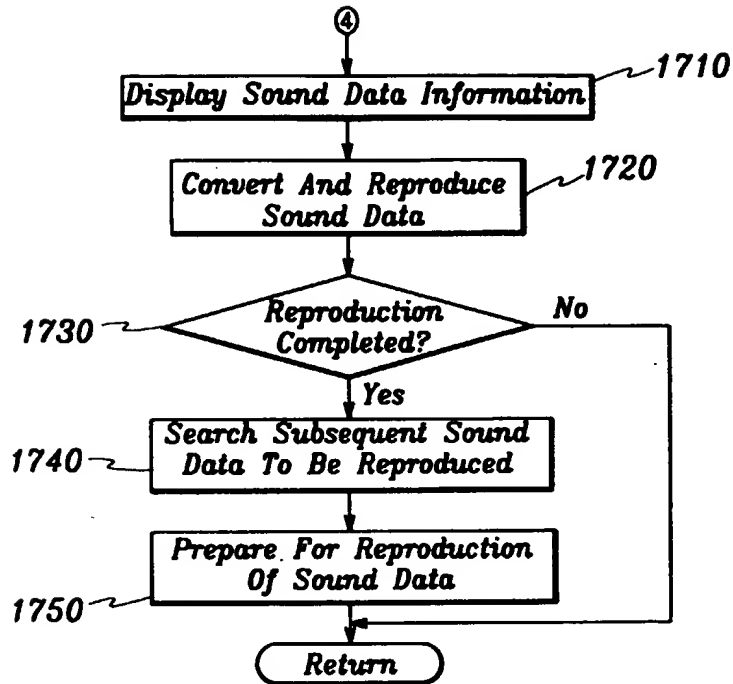 4
Display Sound Data Information
1710
Convert And Reproduce
Sound Data
1720
Reproduction
Completed?
1730
No
Yes
Search Subsequent Sound
Data To Be Reproduced
1740
Prepare For Reproduction
Of Sound Data
1750
Return